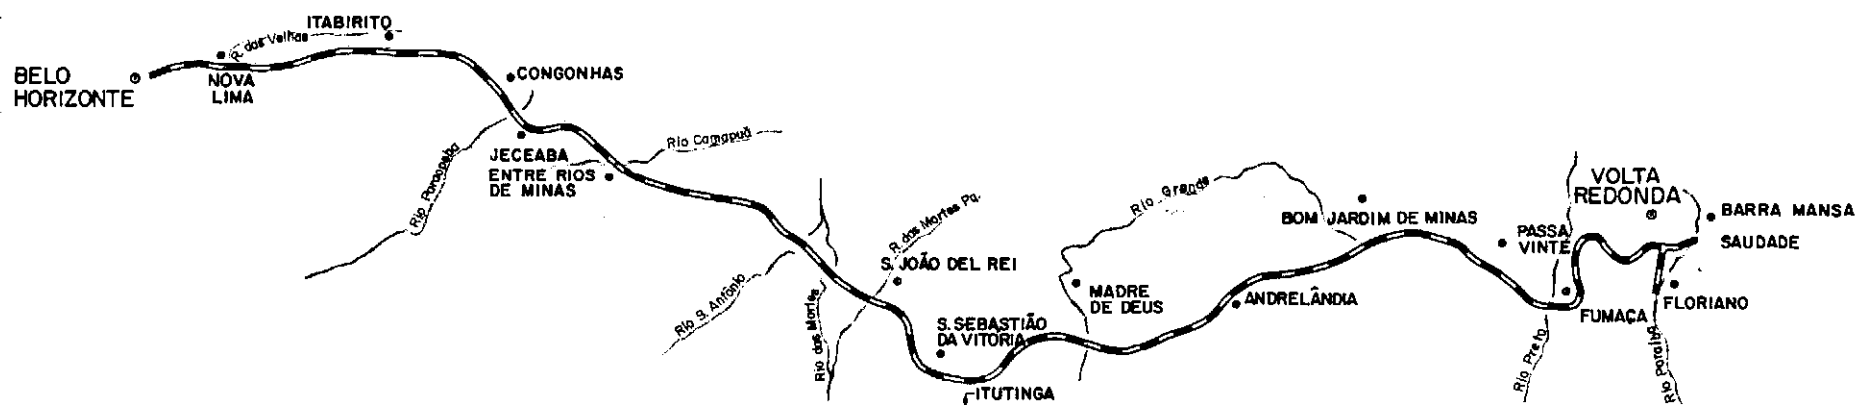 ITABIRITO
R. das Velhas
BELO
HORIZONTE
NOVA
LIMA
CONGONHAS
Rio Paraopeba
JECEABA
ENTRE RIOS
DE MINAS
Rio Camapuã
Rio S. Antônio
Rio das Mortes
R. das Mortes Pq.
S. JOÃO DEL REI
S. SEBASTIÃO
DA VITÓRIA
ITUTINGA
Rio Grande
MADRE
DE DEUS
ANDRELÂNDIA
BOM JARDIM DE MINAS
PASSA
VINTE
Rio Preto
FUMAÇA
VOLTA
REDONDA
BARRA MANSA
SAUDADE
FLORIANO
Rio Paraíba